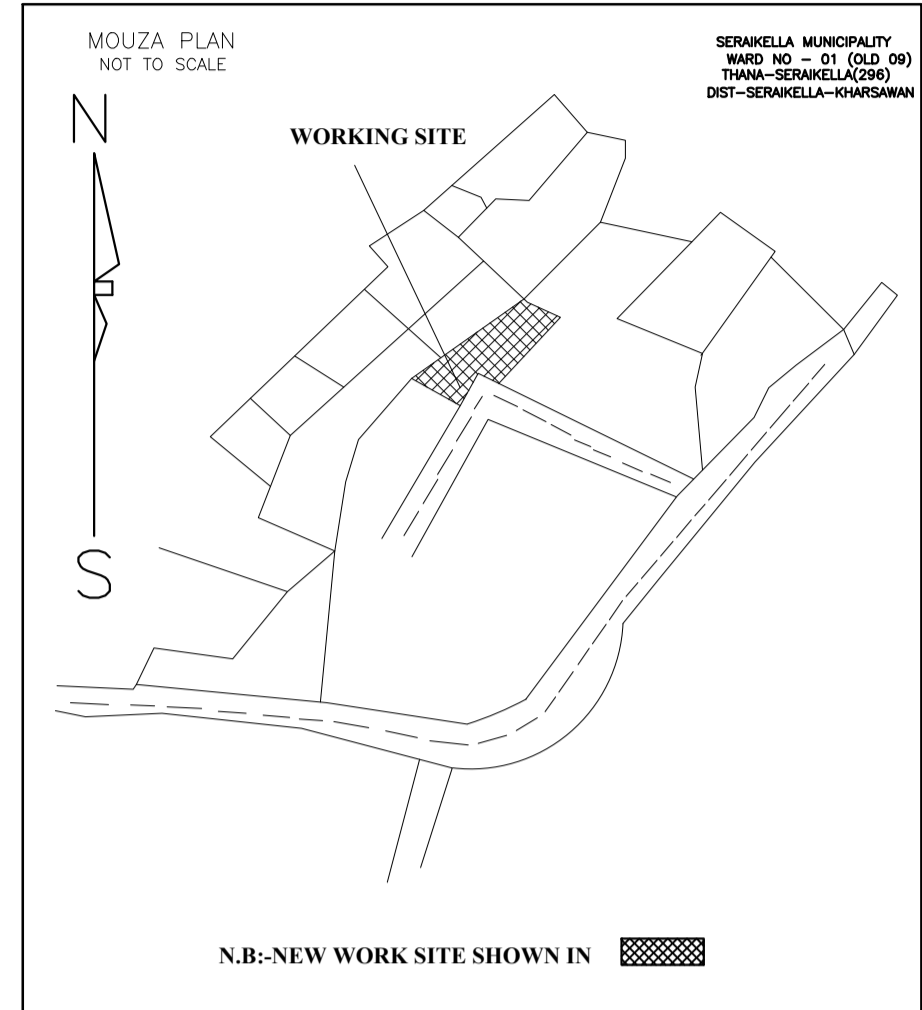 MOUZA PLAN
NOT TO SCALE
SERAIKELLA MUNICIPALITY
WARD NO - 01 (OLD 09)
THANA-SERAIKELLA(296)
DIST-SERAIKELLA-KHARSAWAN
N
WORKING SITE
S
N.B:-NEW WORK SITE SHOWN IN